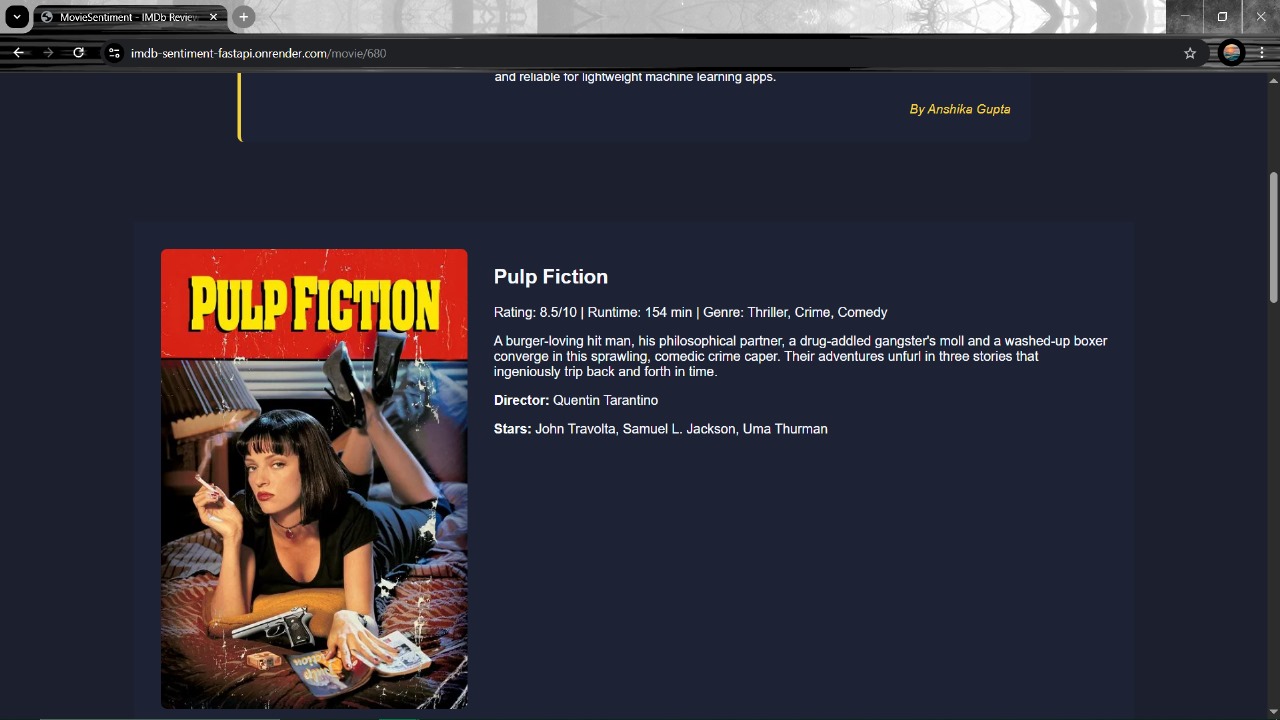 MovieSentiment - IMDb Review
imdb-sentiment-fastapi.onrender.com/movie/680
and reliable for lightweight machine learning apps.
By Anshika Gupta
PULP FICTION
Pulp Fiction
Rating: 8.5/10 | Runtime: 154 min | Genre: Thriller, Crime, Comedy
A burger-loving hit man, his philosophical partner, a drug-addled gangster's moll and a washed-up boxer
converge in this sprawling, comedic crime caper. Their adventures unfurl in three stories that
ingeniously trip back and forth in time.
Director: Quentin Tarantino
Stars: John Travolta, Samuel L. Jackson, Uma Thurman